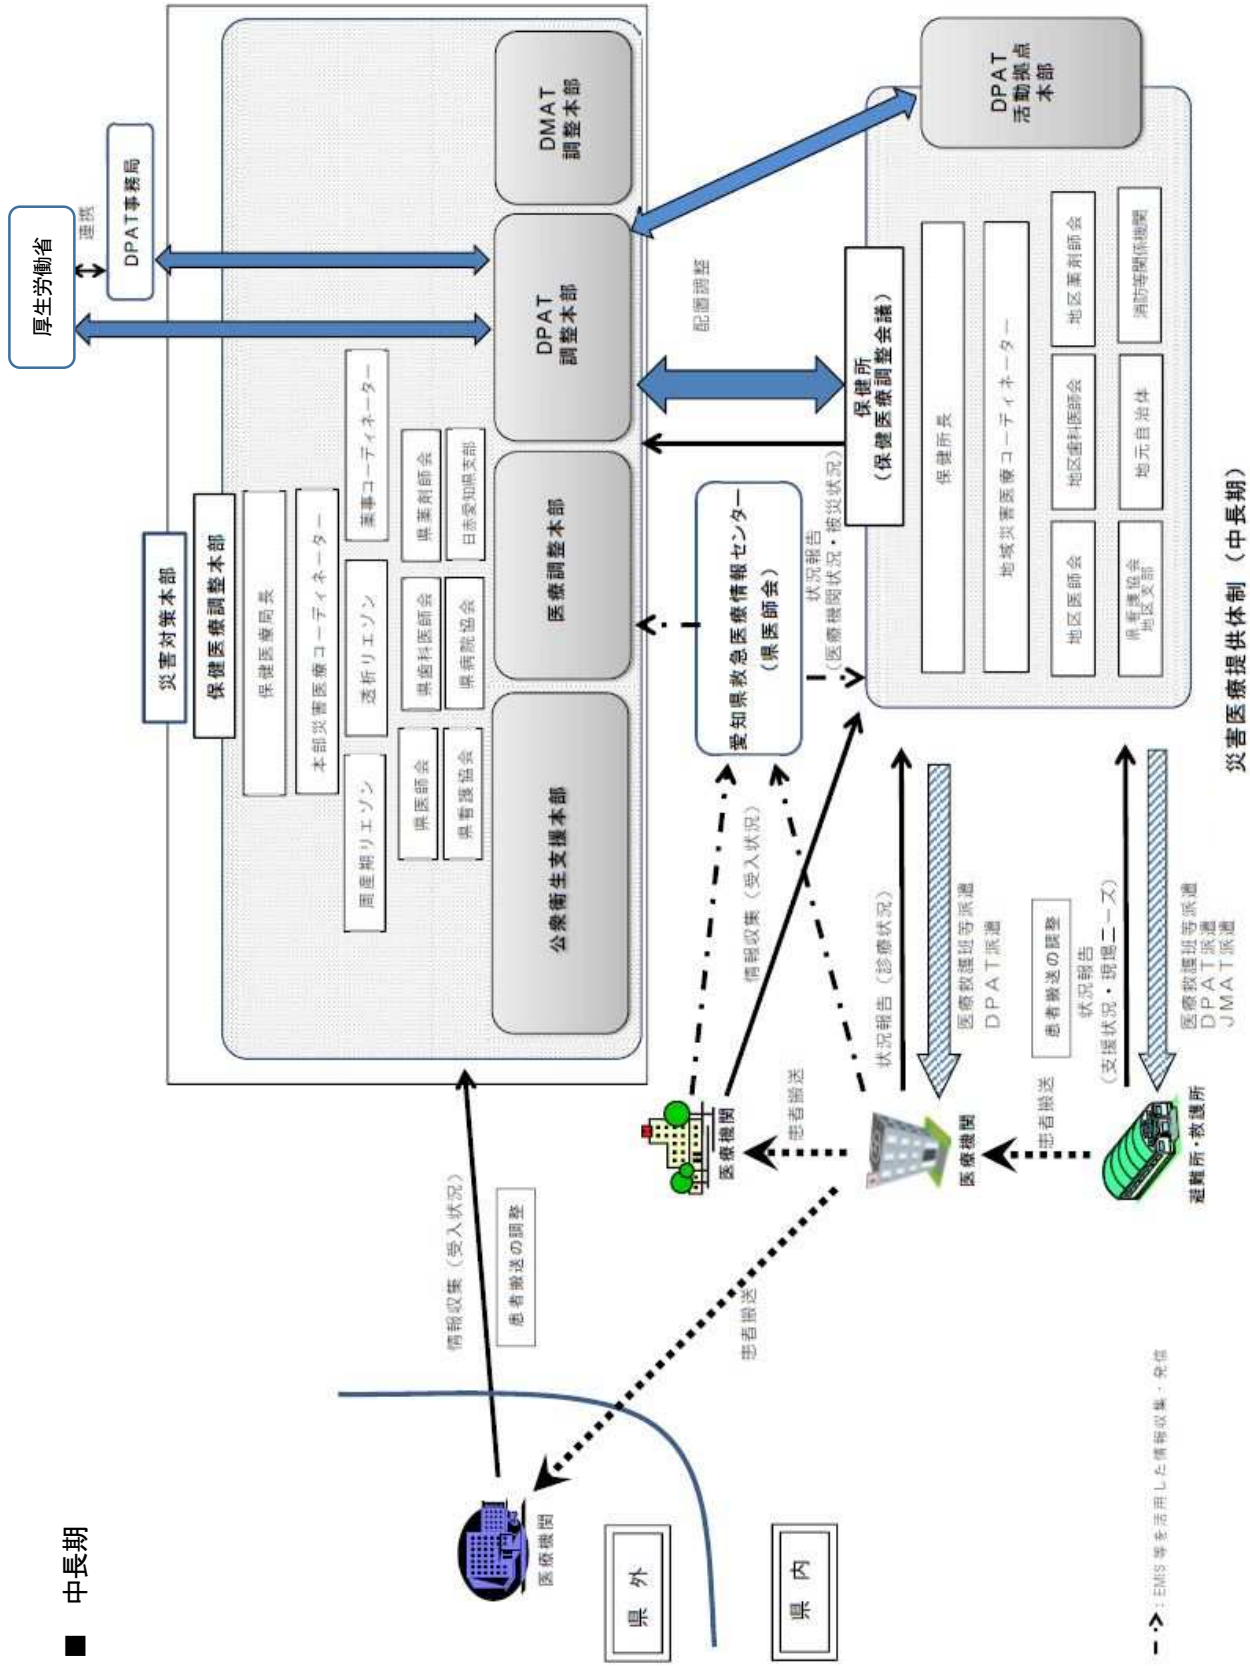 ■ 中長期
厚生労働省
連携
DPAT事務局
災害対策本部
保健医療調整本部
保健医療局長
本部災害医療コーディネーター
周産期リエゾン
透析リエゾン
薬事コーディネーター
県医師会
県歯科医師会
県薬剤師会
県看護協会
県病院協会
日赤愛知県支部
公衆衛生支援本部
医療調整本部
DPAT
調整本部
DMAT
調整本部
情報収集（受入状況）
患者搬送の調整
医療機関
県 外
県 内
患者搬送
医療機関
患者搬送
医療機関
患者搬送
避難所・救護所
情報収集（受入状況）
愛知県救急医療情報センター
（県医師会）
状況報告
（医療機関状況・被災状況）
配置調整
保健所
（保健医療調整会議）
保健所長
地域災害医療コーディネーター
地区医師会
地区歯科医師会
地区薬剤師会
県看護協会
地区支部
地元自治体
消防等関係機関
DPAT
活動拠点
本部
状況報告（診療状況）
医療救護班等派遣
DPAT派遣
患者搬送の調整
状況報告
（支援状況・現場ニーズ）
医療救護班等派遣
DPAT派遣
JMAT派遣
：EMIS等を活用した情報収集・発信
災害医療提供体制（中長期）